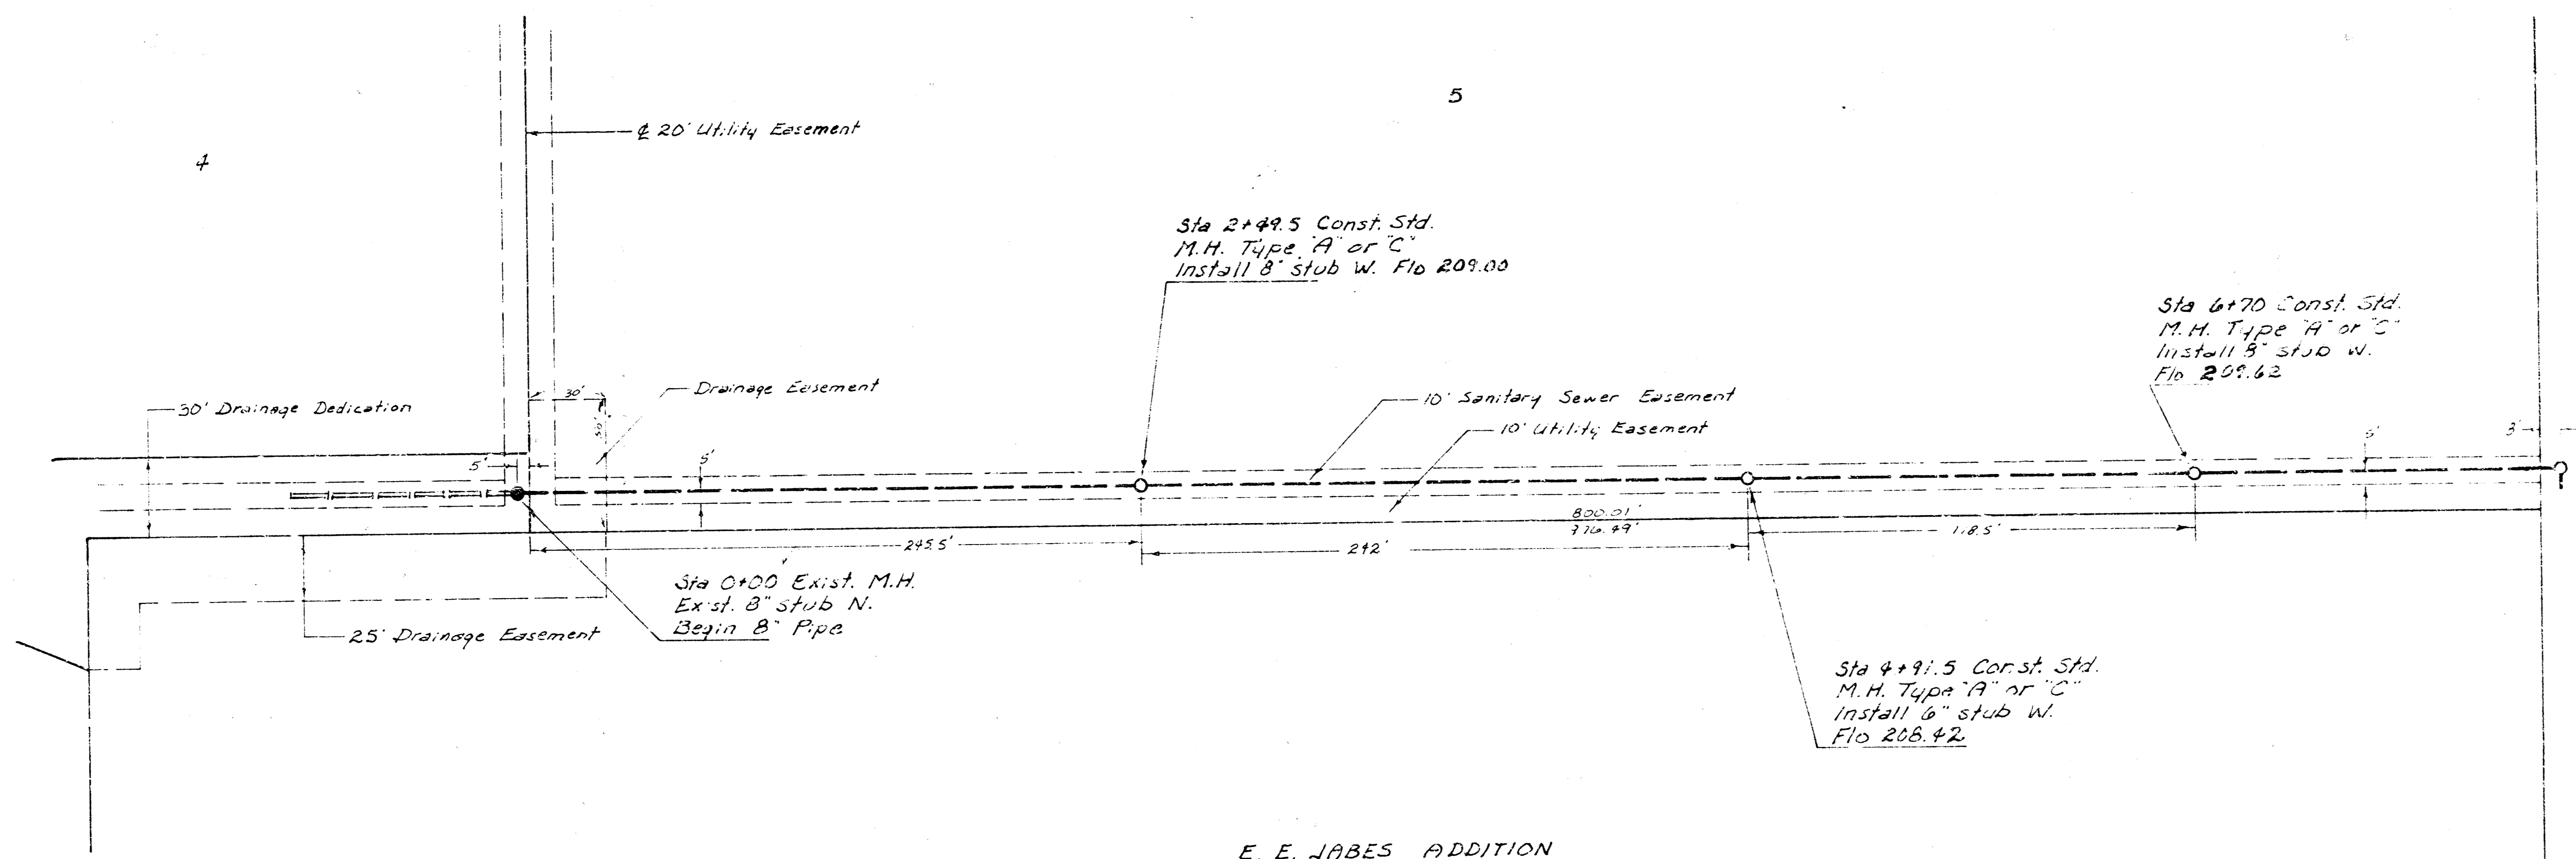 5
4
℄ 20' Utility Easement
Sta 2+49.5 Const. Std.
M.H. Type "A" or "C"
Install 8" stub W. Flo 209.00
Sta 6+70 Const. Std.
M.H. Type "A" or "C"
Install 8" stub W.
Flo 209.62
30'
Drainage Easement
30' Drainage Dedication
50'
10' Sanitary Sewer Easement
10' Utility Easement
5'
5'
5'
3'
?
800.01'
776.49'
245.5'
242'
Sta 0+00 Exist. M.H.
Exist. 8" stub N.
Begin 8" Pipe
25' Drainage Easement
Sta 4+91.5 Const. Std.
M.H. Type "A" or "C"
Install 6" stub W.
Flo 208.42
E. E. JABES ADDITION